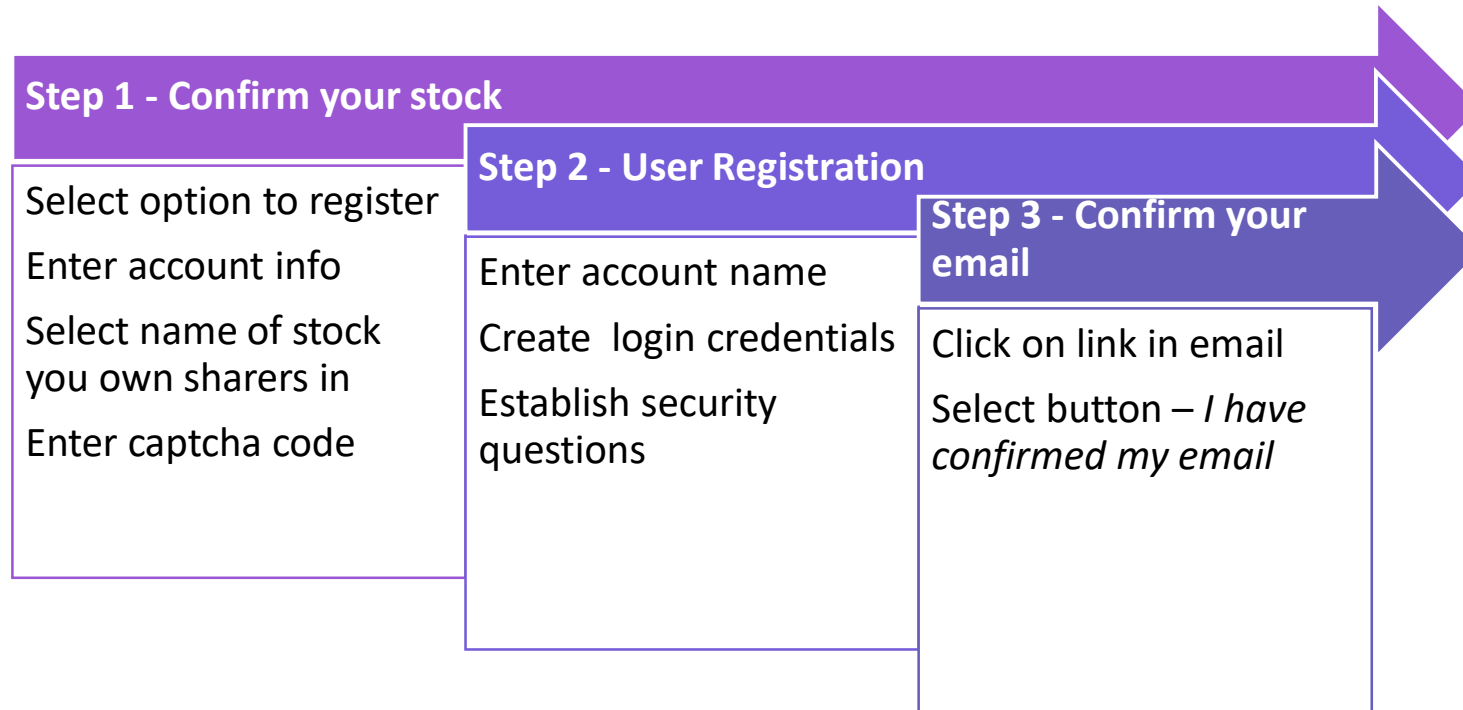 Step 1 - Confirm your stock
Select option to register
Enter account info
Select name of stock
you own sharers in
Enter captcha code
Step 2 - User Registration
Enter account name
Create  login credentials
Establish security
questions
Step 3 - Confirm your
email
Click on link in email
Select button – I have
confirmed my email